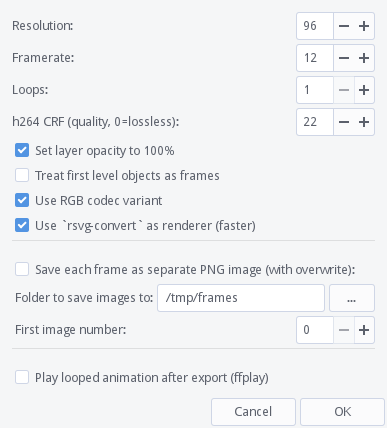 Resolution: 96 − +
Framerate: 12 − +
Loops: 1 − +
h264 CRF (quality, 0=lossless): 22 − +
Set layer opacity to 100%
Treat first level objects as frames
Use RGB codec variant
Use `rsvg-convert` as renderer (faster)
Save each frame as separate PNG image (with overwrite):
Folder to save images to: /tmp/frames ...
First image number: 0 − +
Play looped animation after export (ffplay)
Cancel OK